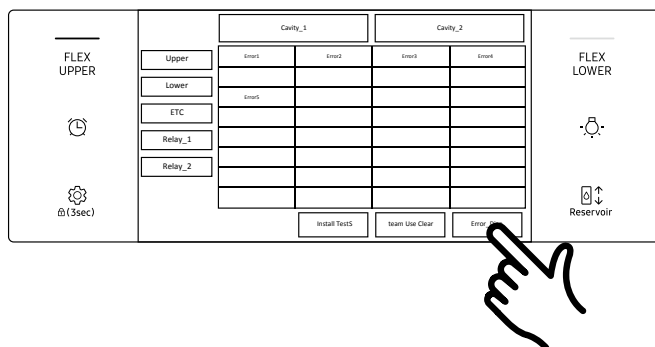 Cavity_1 Cavity_2
FLEX
UPPER
FLEX
LOWER
Upper
Error1 Error2 Error3 Error4
Lower
Error5
ETC
Relay_1
Relay_2
(3sec)
Reservoir
Install TestS team Use Clear Error_